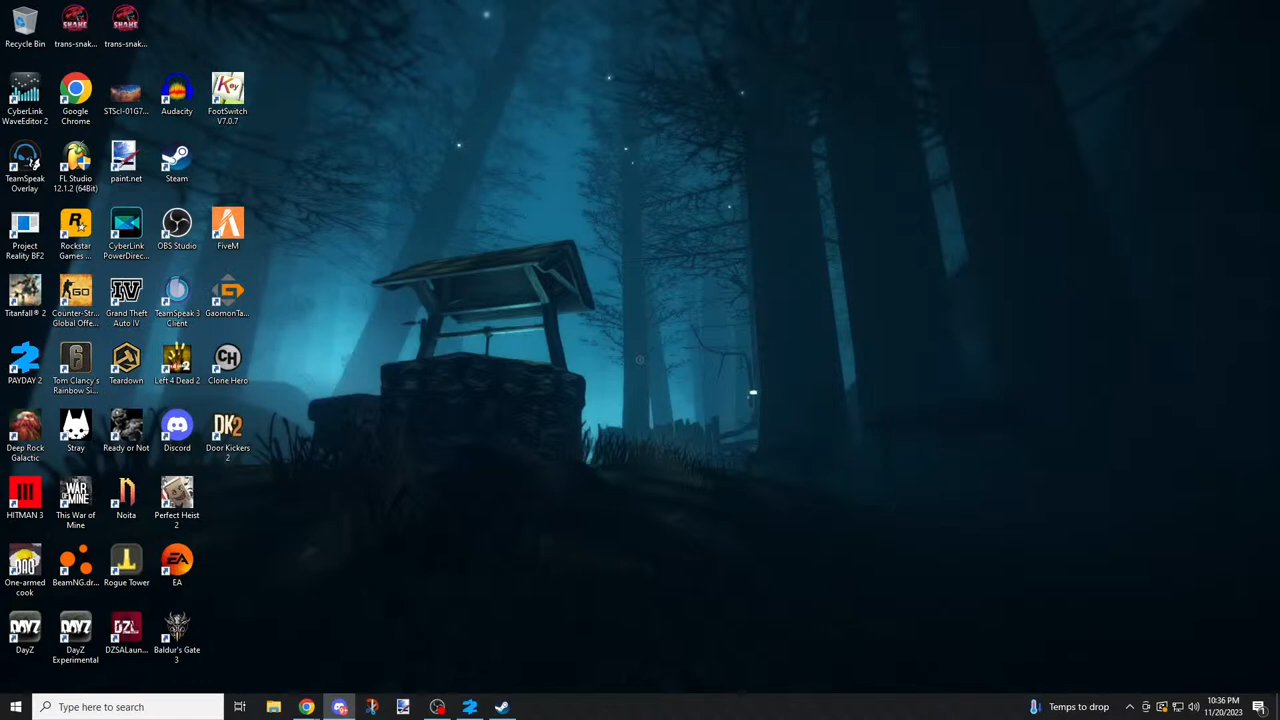 Recycle Bin
trans-snak...
trans-snak...
CyberLink
WaveEditor 2
Google
Chrome
STScI-01G7...
Audacity
FootSwitch
V7.0.7
TeamSpeak
Overlay
FL Studio
12.1.2 (64Bit)
paint.net
Steam
Project
Reality BF2
Rockstar
Games ...
CyberLink
PowerDirec...
OBS Studio
FiveM
Titanfall® 2
Counter-Str...
Global Offe...
Grand Theft
Auto IV
TeamSpeak 3
Client
GaomonTa...
PAYDAY 2
Tom Clancy's
Rainbow Si...
Teardown
Left 4 Dead 2
Clone Hero
Deep Rock
Galactic
Stray
Ready or Not
Discord
Door Kickers
2
HITMAN 3
This War of
Mine
Noita
Perfect Heist
2
One-armed
cook
BeamNG.dr...
Rogue Tower
EA
DayZ
DayZ
Experimental
DZSALaun...
Baldur's Gate
3
Type here to search
Temps to drop
10:36 PM
11/20/2023